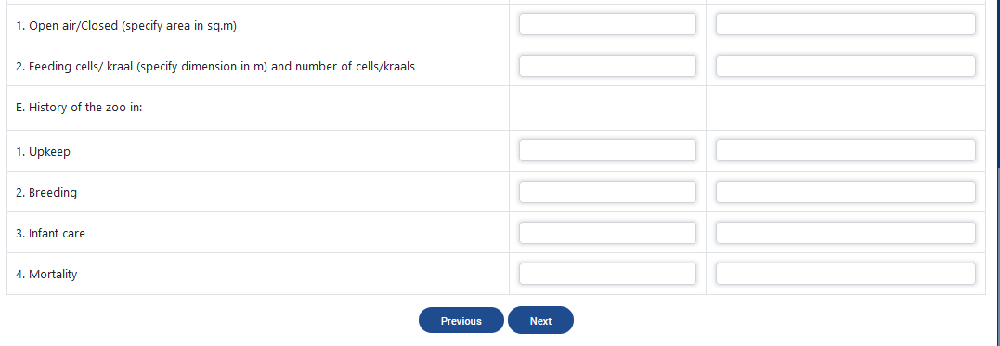 1. Open air/Closed (specify area in sq.m)
2. Feeding cells/ kraal (specify dimension in m) and number of cells/kraals
E. History of the zoo in:
1. Upkeep
2. Breeding
3. Infant care
4. Mortality
Previous Next